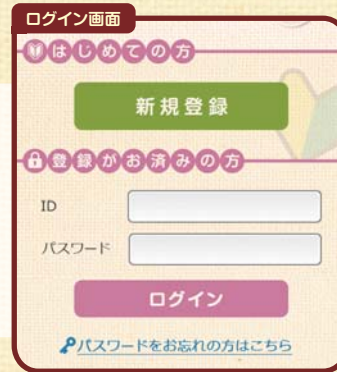 ログイン画面
はじめての方
新規登録
登録がお済みの方
ID
パスワード
ログイン
パスワードをお忘れの方はこちら